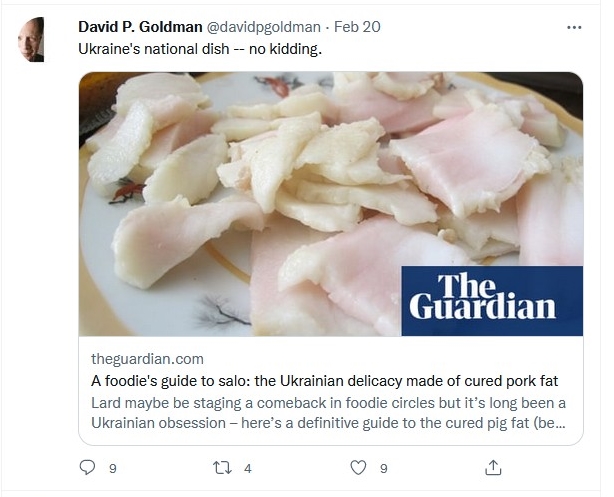 David P. Goldman @davidpgoldman · Feb 20
Ukraine's national dish -- no kidding.
The
Guardian
theguardian.com
A foodie's guide to salo: the Ukrainian delicacy made of cured pork fat
Lard maybe be staging a comeback in foodie circles but it's long been a
Ukrainian obsession – here's a definitive guide to the cured pig fat (be...
9 4 9